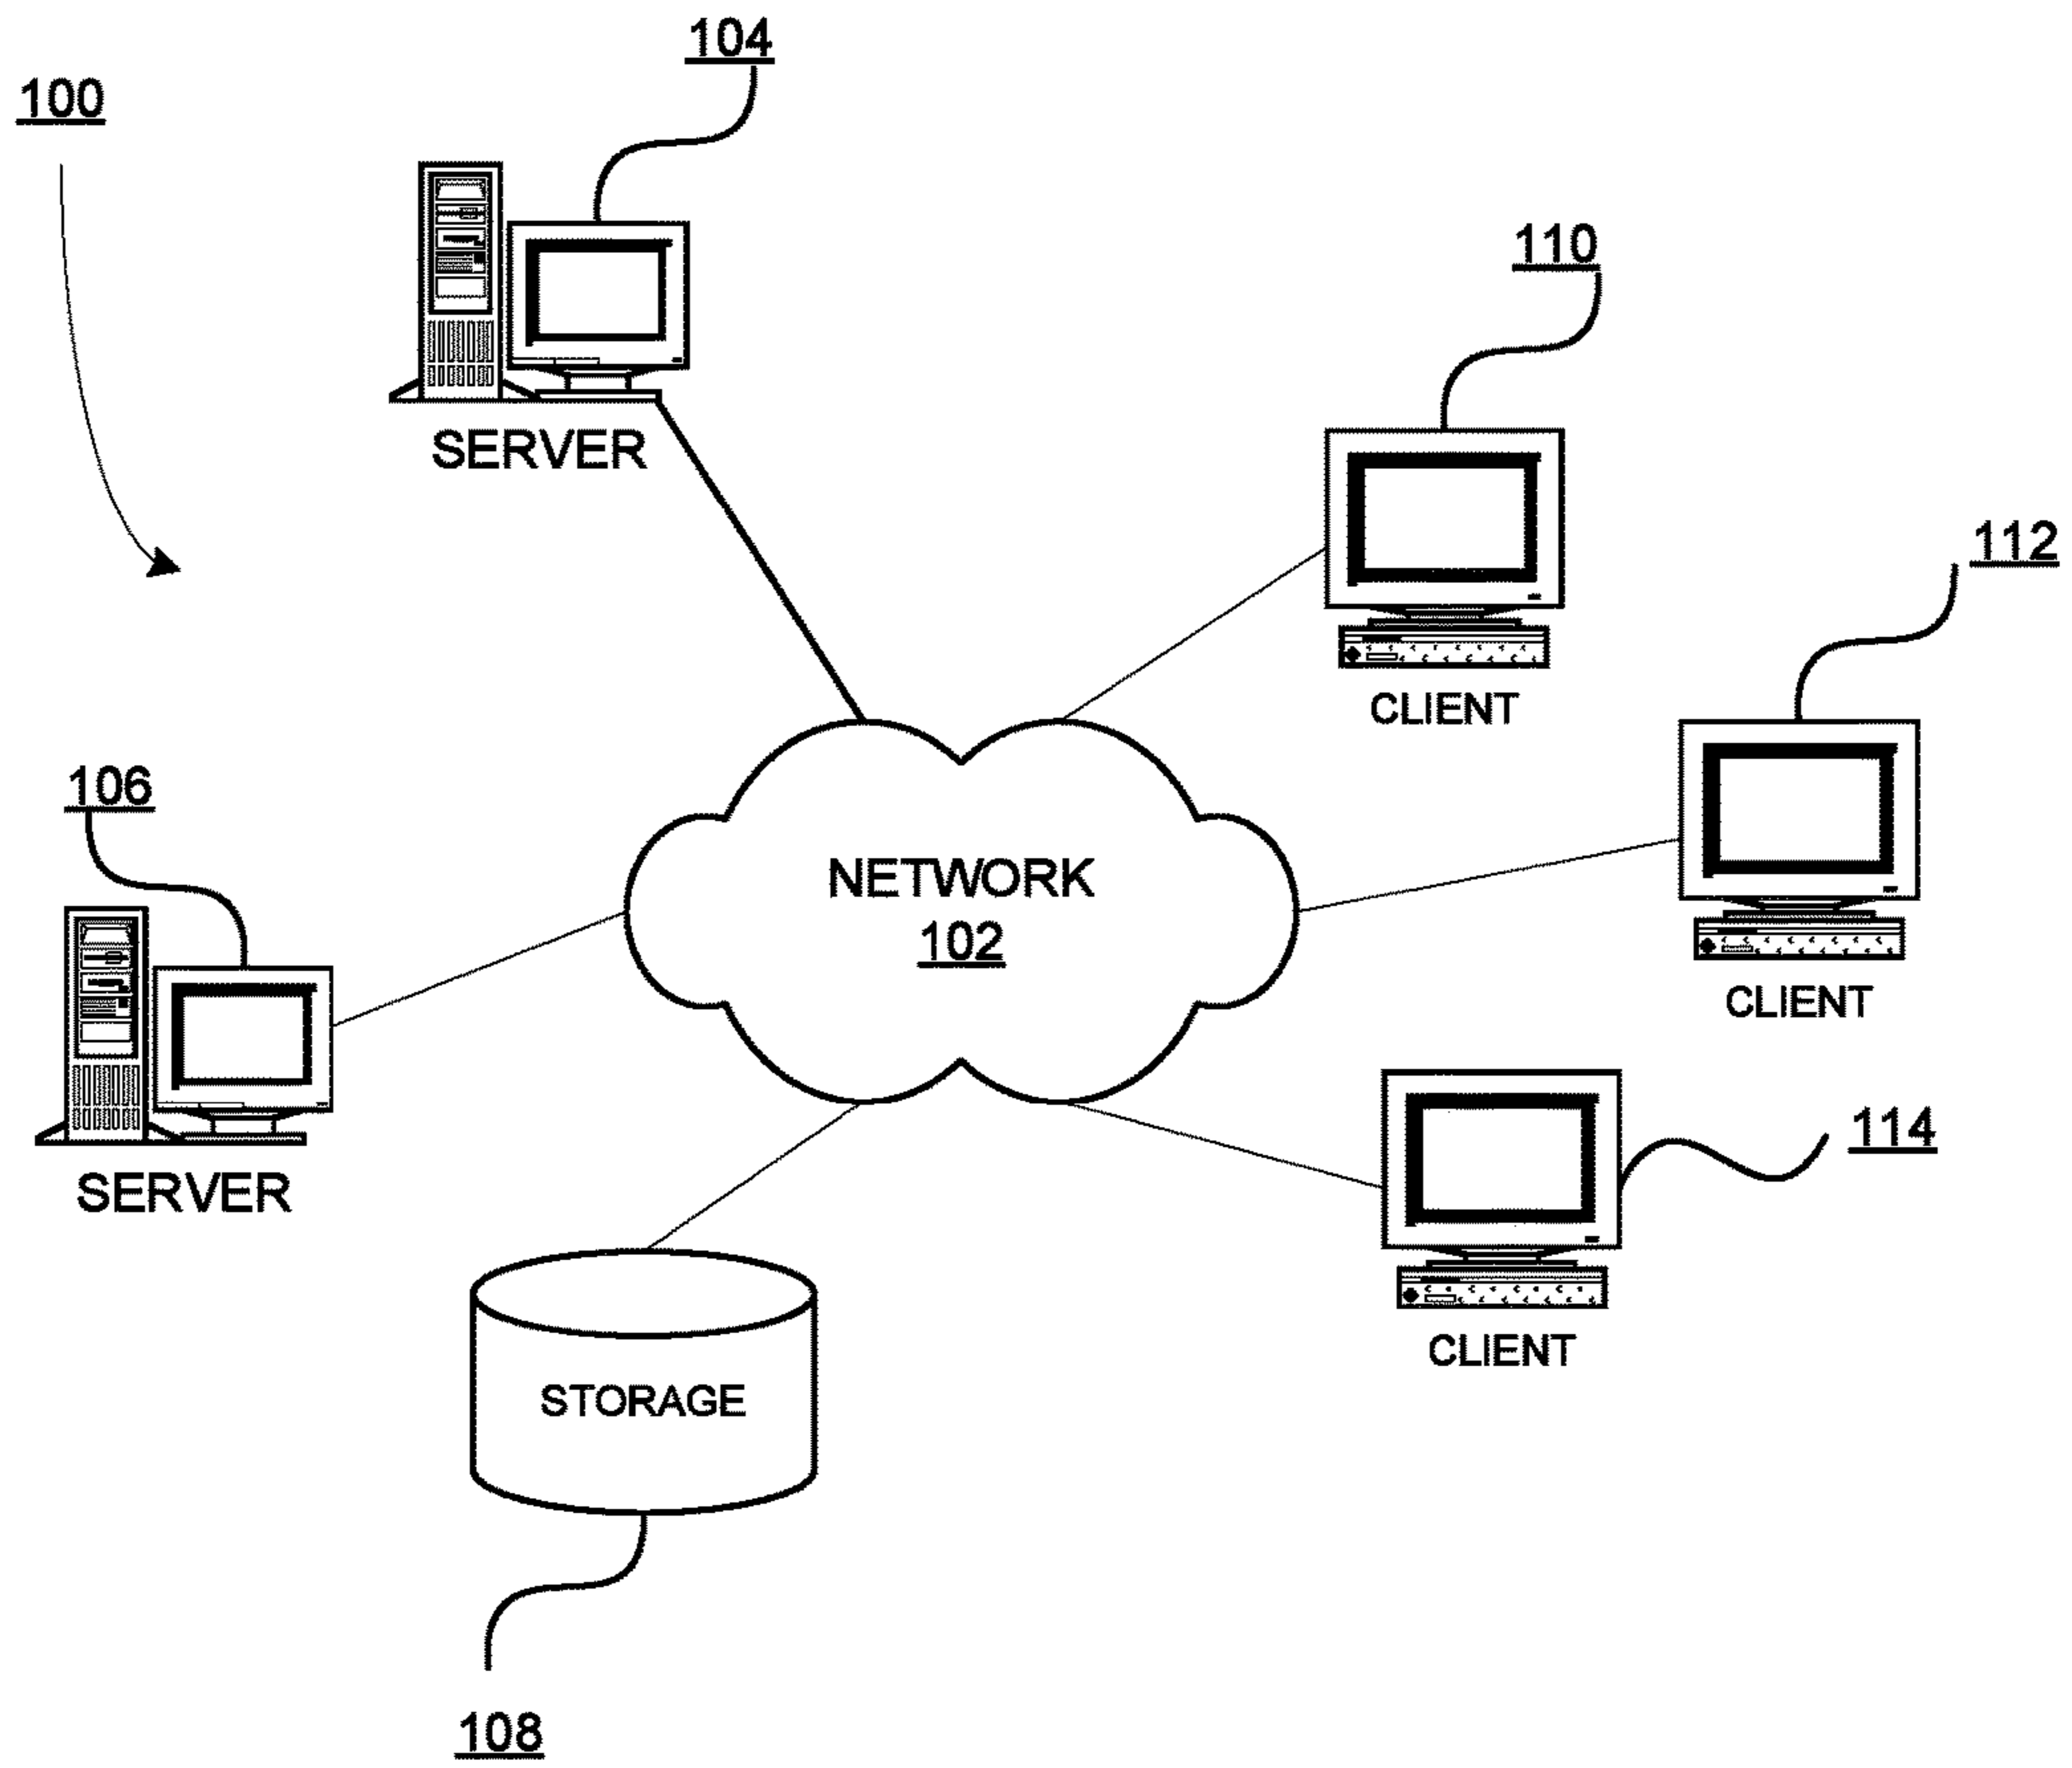 104
100
SERVER
110
CLIENT
112
CLIENT
106
SERVER
NETWORK
102
114
CLIENT
STORAGE
108